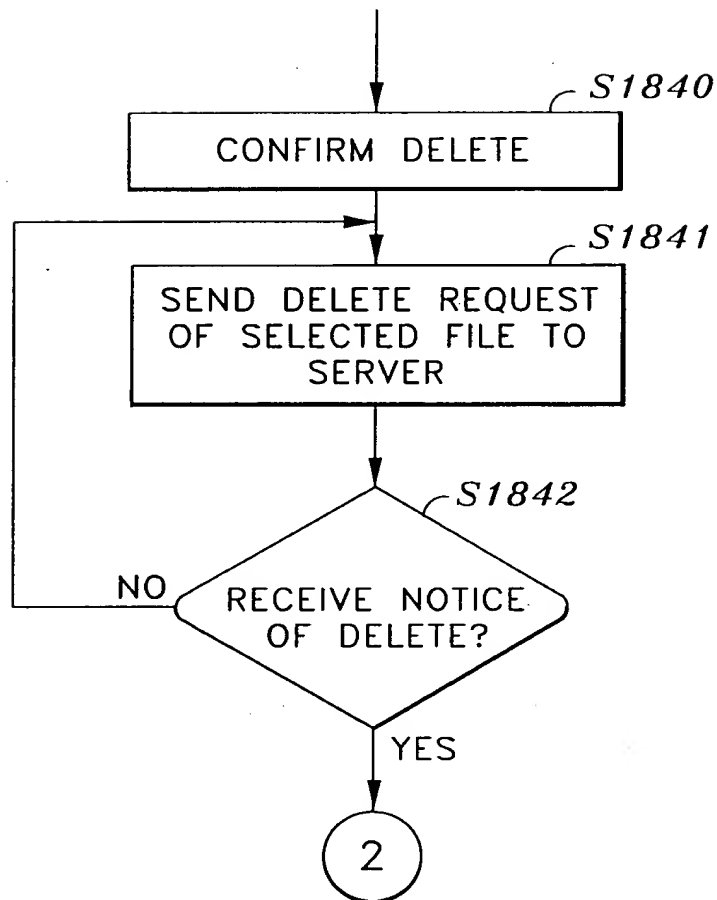 S1840
CONFIRM DELETE
S1841
SEND DELETE REQUEST
OF SELECTED FILE TO
SERVER
S1842
NO
RECEIVE NOTICE
OF DELETE?
YES
2